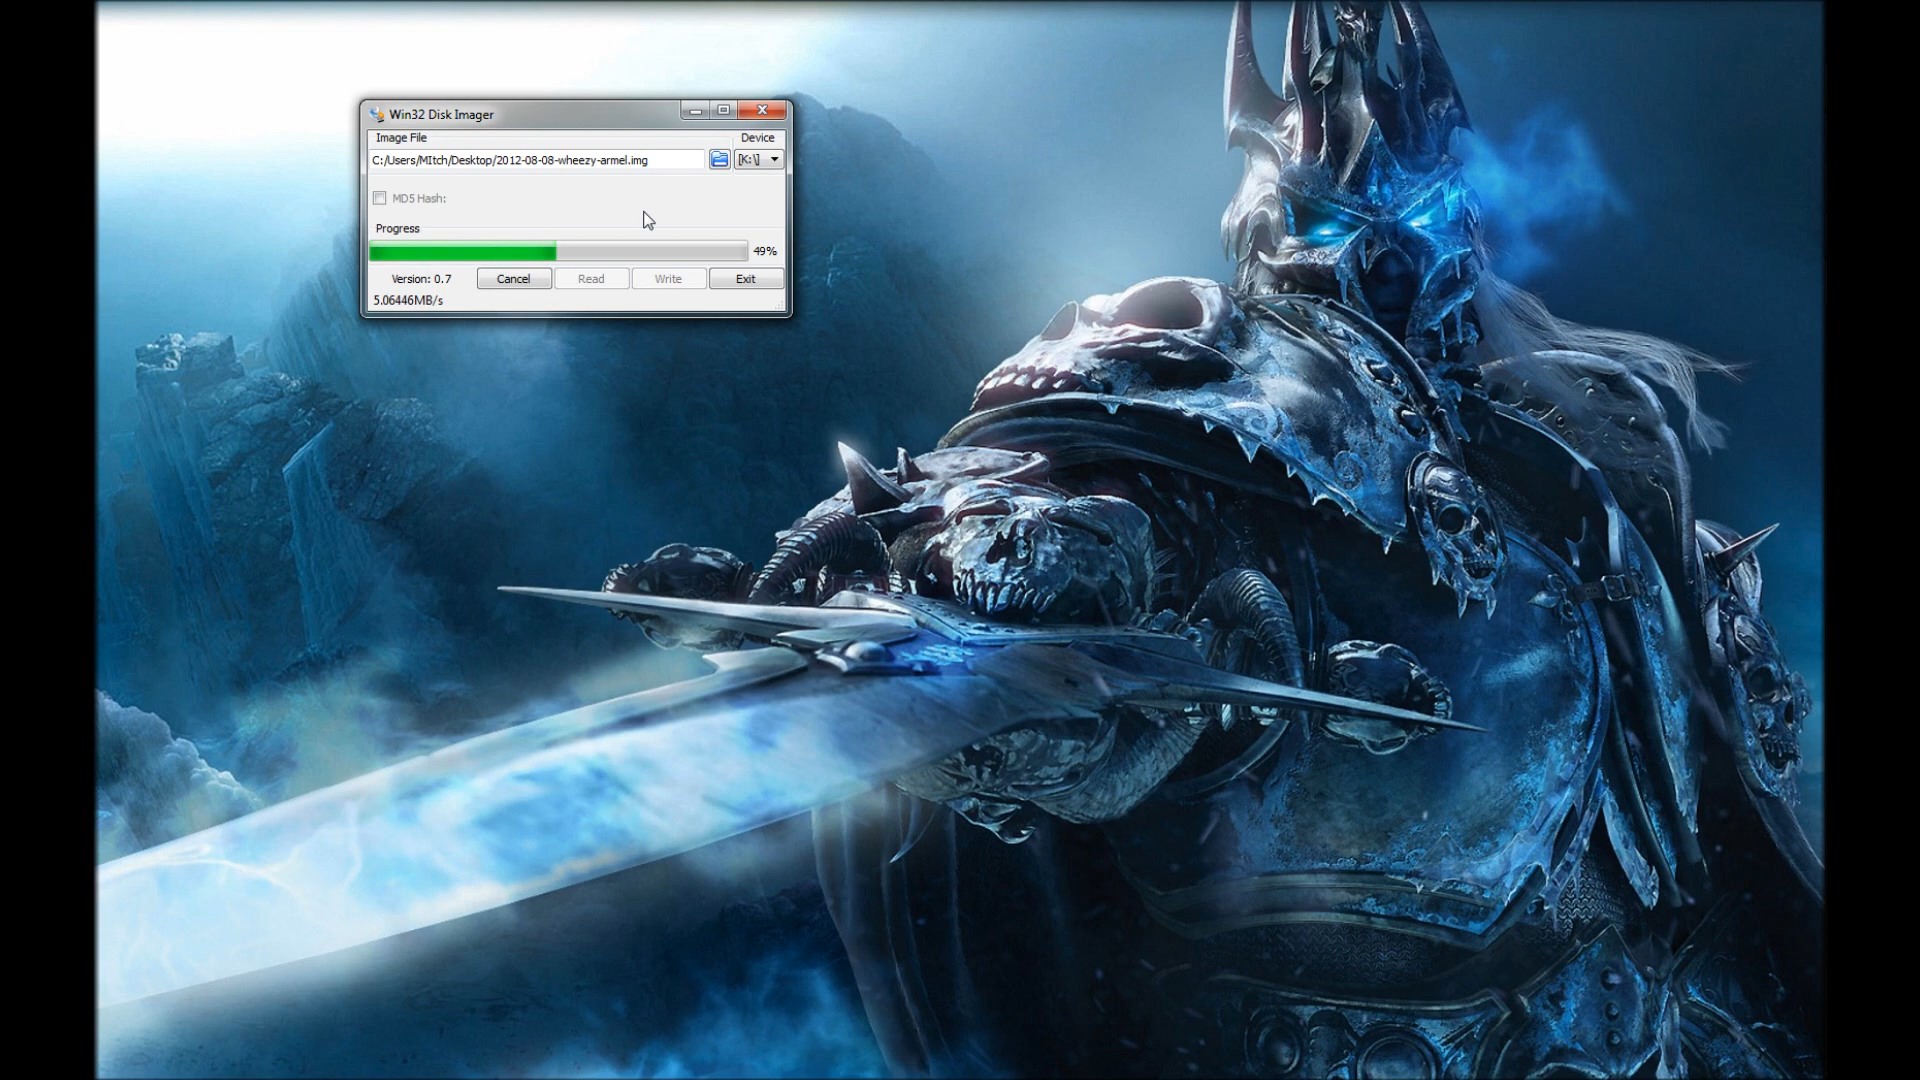 Win32 Disk Imager
Image File
Device
C:/Users/MItch/Desktop/2012-08-08-wheezy-armel.img
[K:\]
MD5 Hash:
Progress
49%
Version: 0.7
Cancel
Read
Write
Exit
5.06446MB/s